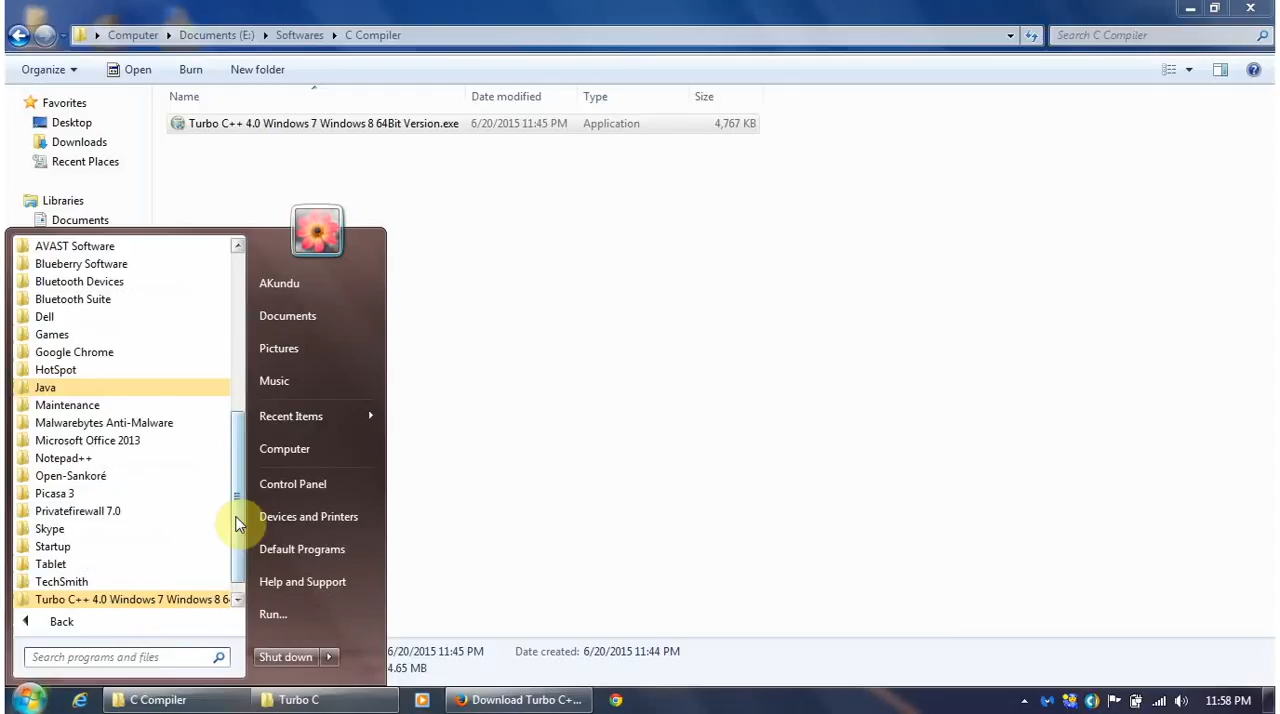 Computer Documents (E:) Softwares C Compiler
Search C Compiler
Organize Open Burn New folder
Name Date modified Type Size
Favorites
Desktop
Downloads
Recent Places
Libraries
Documents
Turbo C++ 4.0 Windows 7 Windows 8 64Bit Version.exe 6/20/2015 11:45 PM Application 4,767 KB
AVAST Software
Blueberry Software
Bluetooth Devices
Bluetooth Suite
Dell
Games
Google Chrome
HotSpot
Java
Maintenance
Malwarebytes Anti-Malware
Microsoft Office 2013
Notepad++
Open-Sankoré
Picasa 3
Privatefirewall 7.0
Skype
Startup
Tablet
TechSmith
Turbo C++ 4.0 Windows 7 Windows 8 6
Back
Search programs and files
AKundu
Documents
Pictures
Music
Recent Items
Computer
Control Panel
Devices and Printers
Default Programs
Help and Support
Run...
Shut down
6/20/2015 11:45 PM Date created: 6/20/2015 11:44 PM
4.65 MB
C Compiler Turbo C Download Turbo C+... 11:58 PM